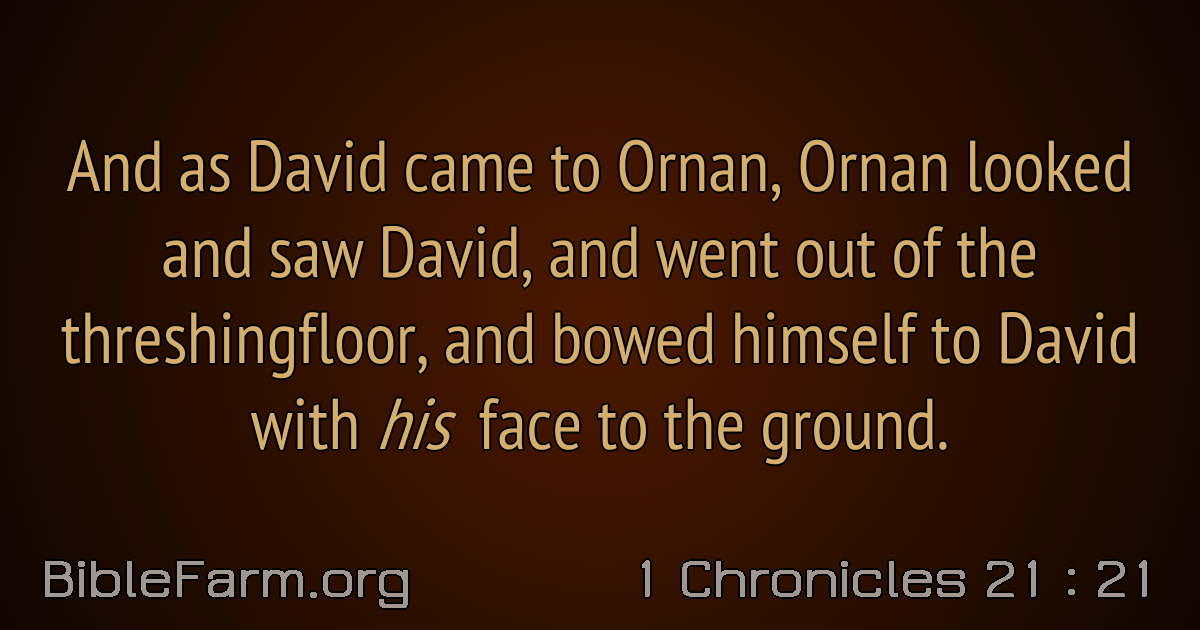 And as David came to Ornan, Ornan looked
and saw David, and went out of the
threshingfloor, and bowed himself to David
with his face to the ground.
BibleFarm.org
1 Chronicles 21 : 21